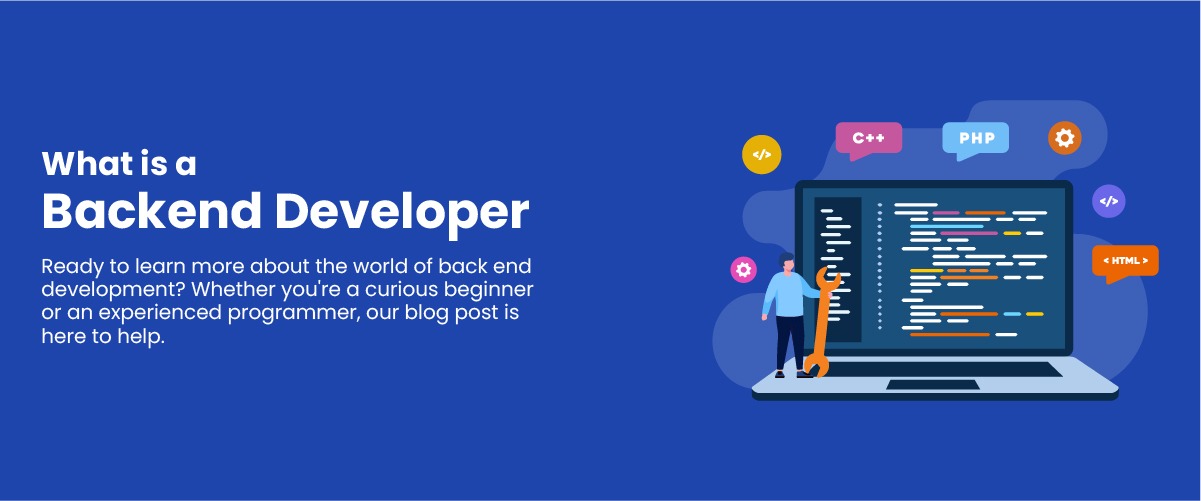 What is a
Backend Developer
Ready to learn more about the world of back end
development? Whether you're a curious beginner
or an experienced programmer, our blog post is
here to help.
C++
PHP
</>
</>
< HTML >